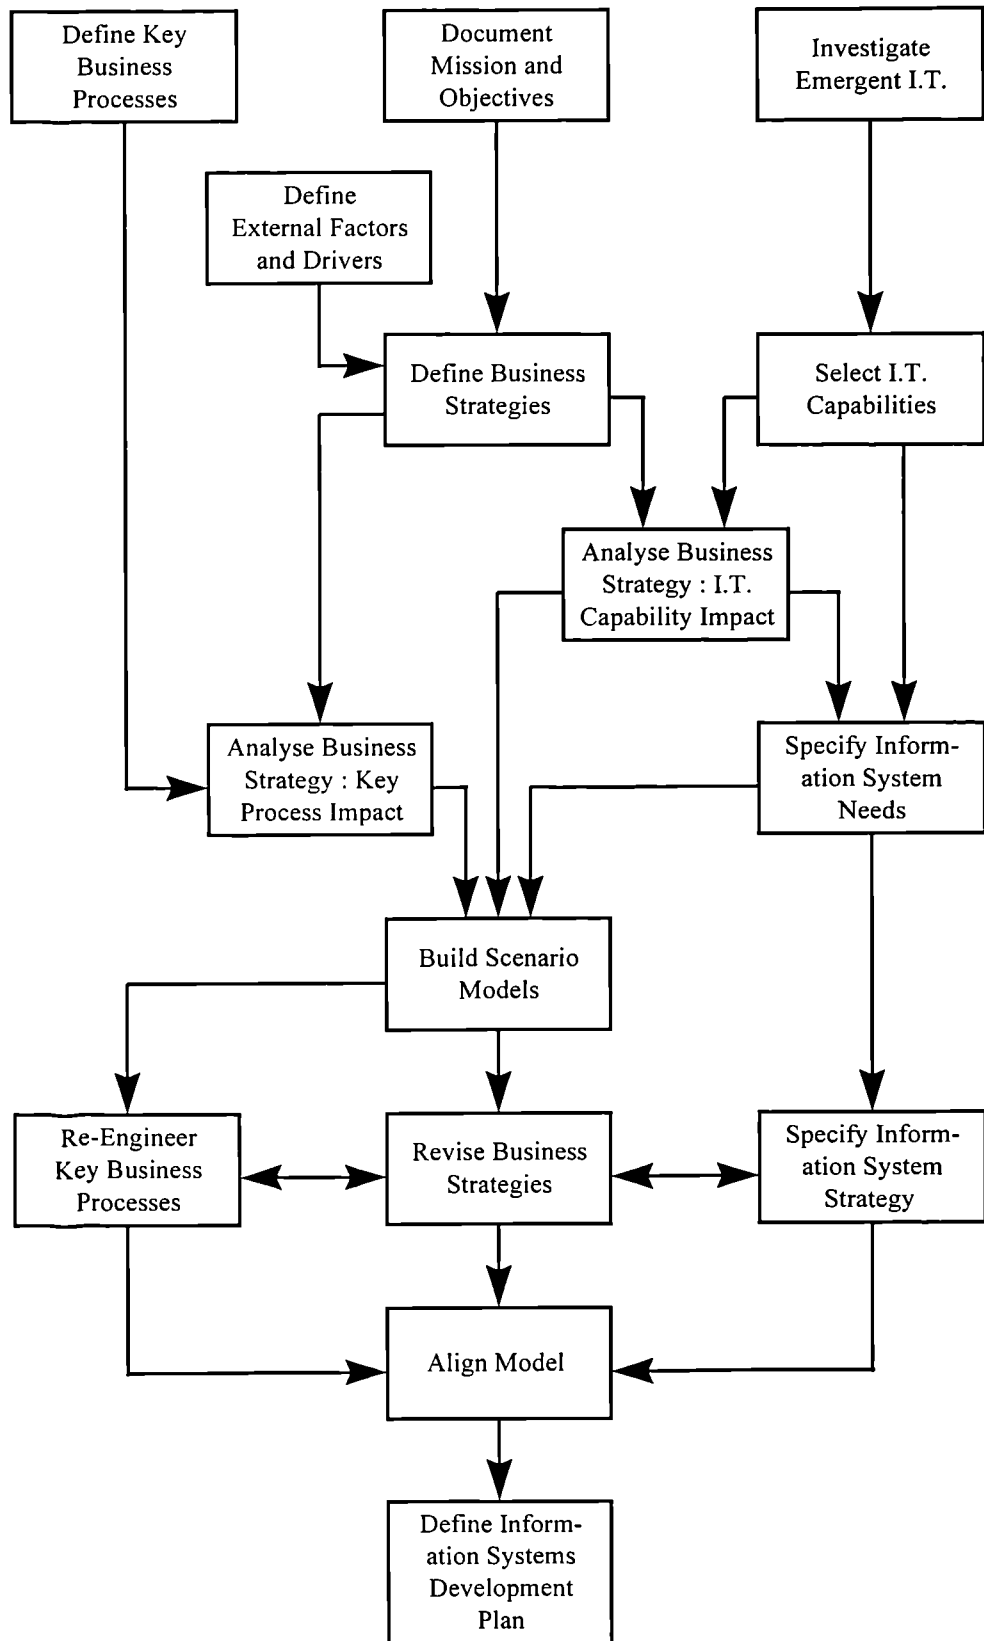 Define Key
Business
Processes
Document
Mission and
Objectives
Investigate
Emergent I.T.
Define
External Factors
and Drivers
Define Business
Strategies
Select I.T.
Capabilities
Analyse Business
Strategy : I.T.
Capability Impact
Analyse Business
Strategy : Key
Process Impact
Specify Inform-
ation System
Needs
Build Scenario
Models
Re-Engineer
Key Business
Processes
Revise Business
Strategies
Specify Inform-
ation System
Strategy
Align Model
Define Inform-
ation Systems
Development
Plan